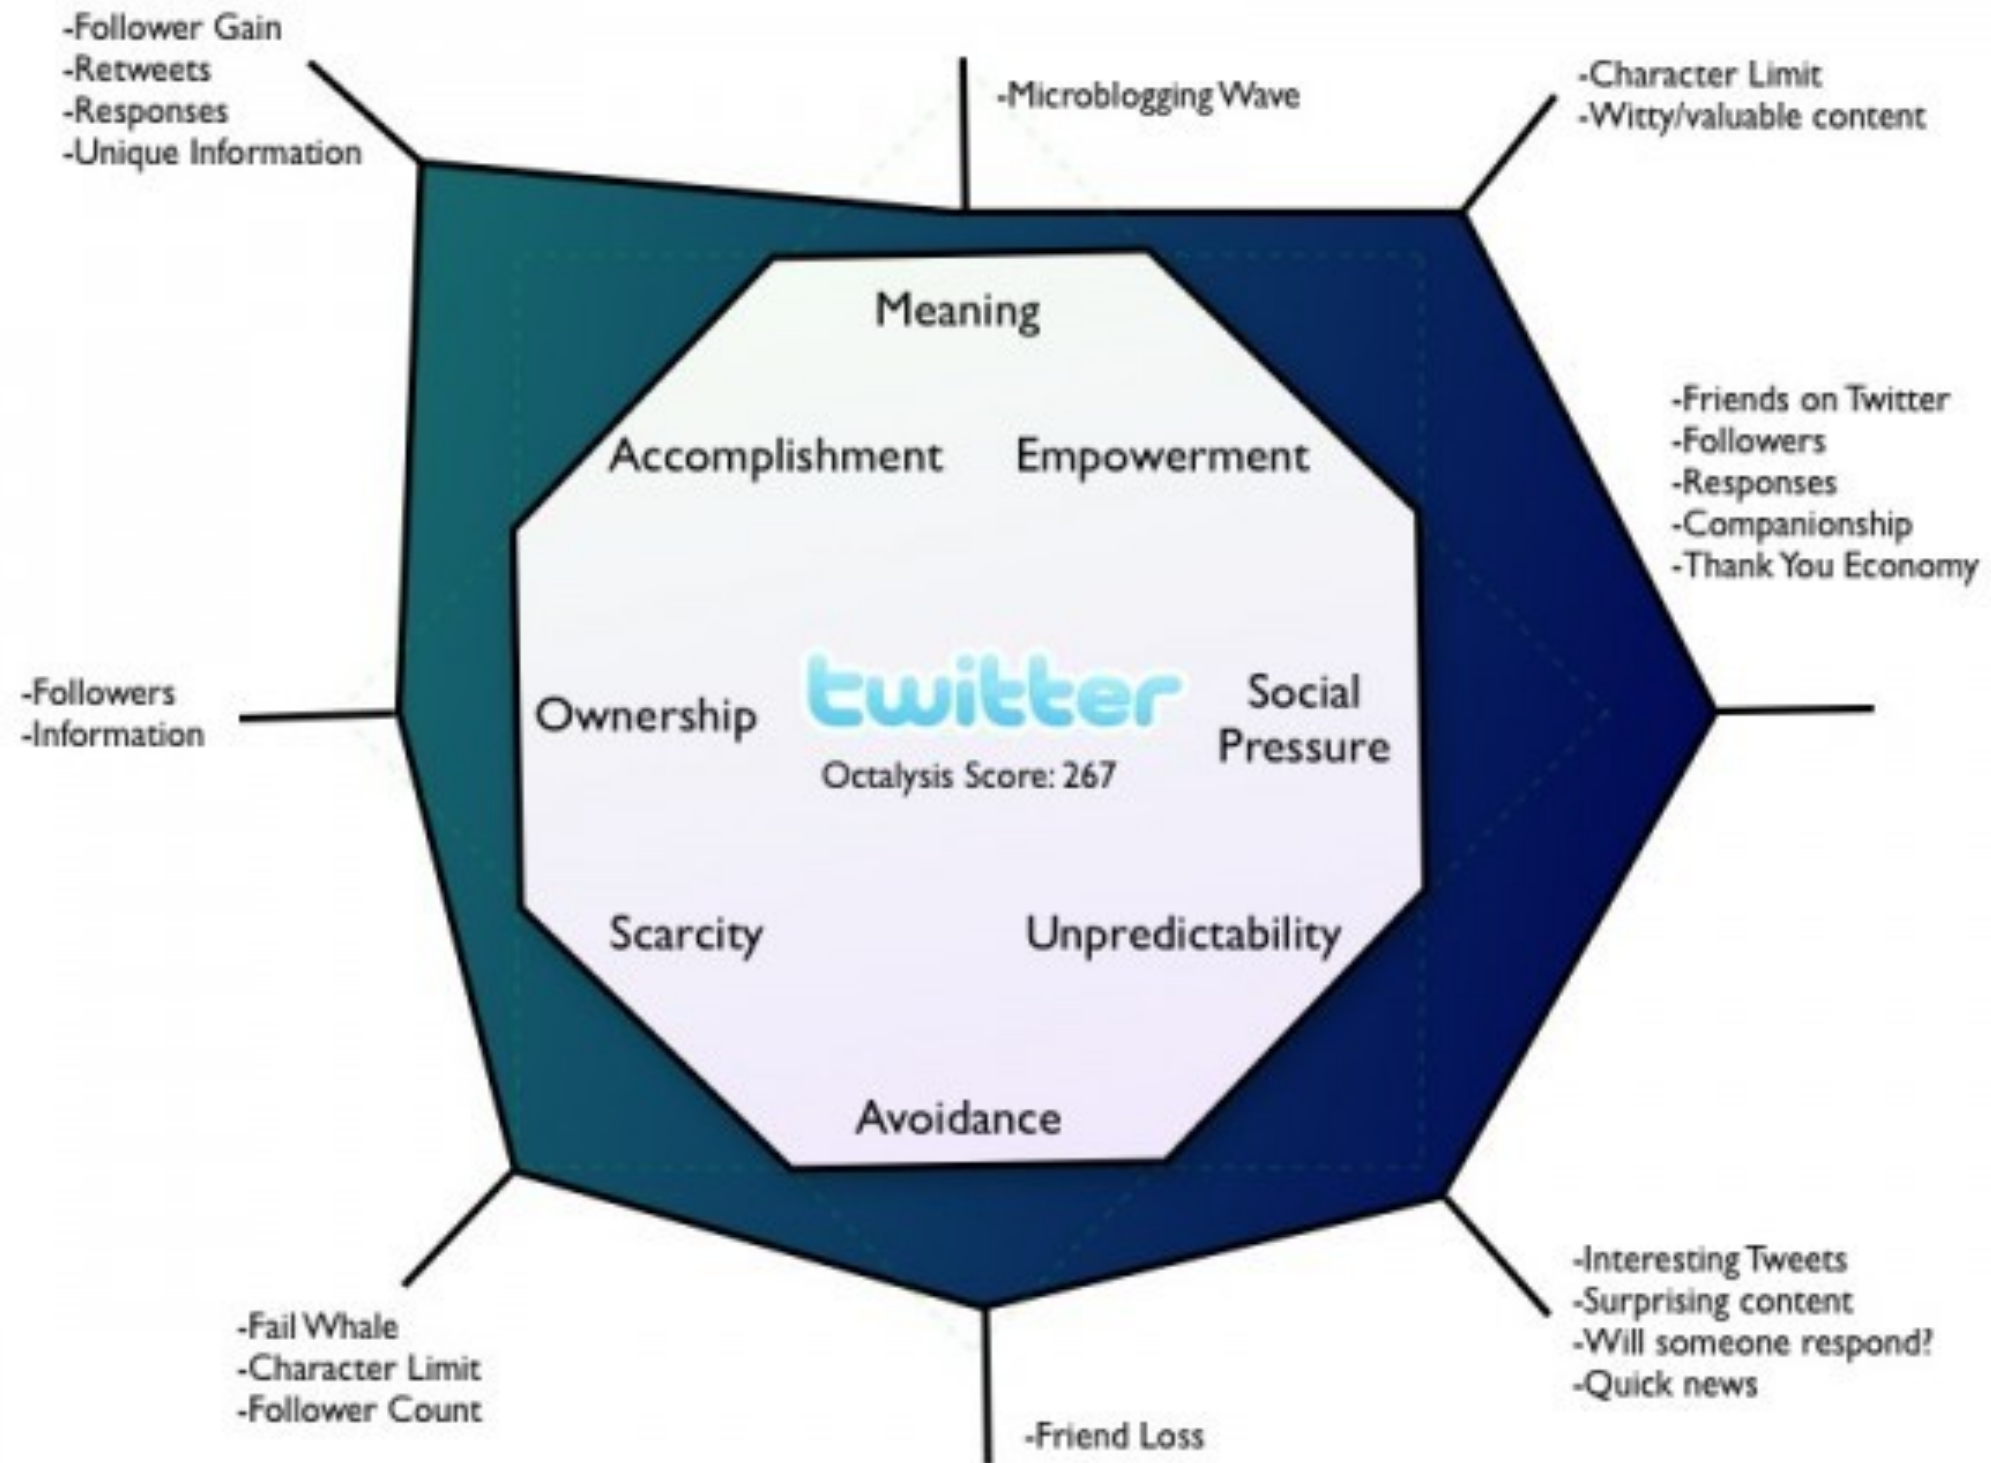 -Follower Gain
-Retweets
-Responses
-Unique Information
-Microblogging Wave
-Character Limit
-Witty/valuable content
Meaning
Accomplishment
Empowerment
-Friends on Twitter
-Followers
-Responses
-Companionship
-Thank You Economy
-Followers
-Information
Ownership
twitter
Octalysis Score: 267
Social
Pressure
Scarcity
Unpredictability
Avoidance
-Fail Whale
-Character Limit
-Follower Count
-Friend Loss
-Interesting Tweets
-Surprising content
-Will someone respond?
-Quick news